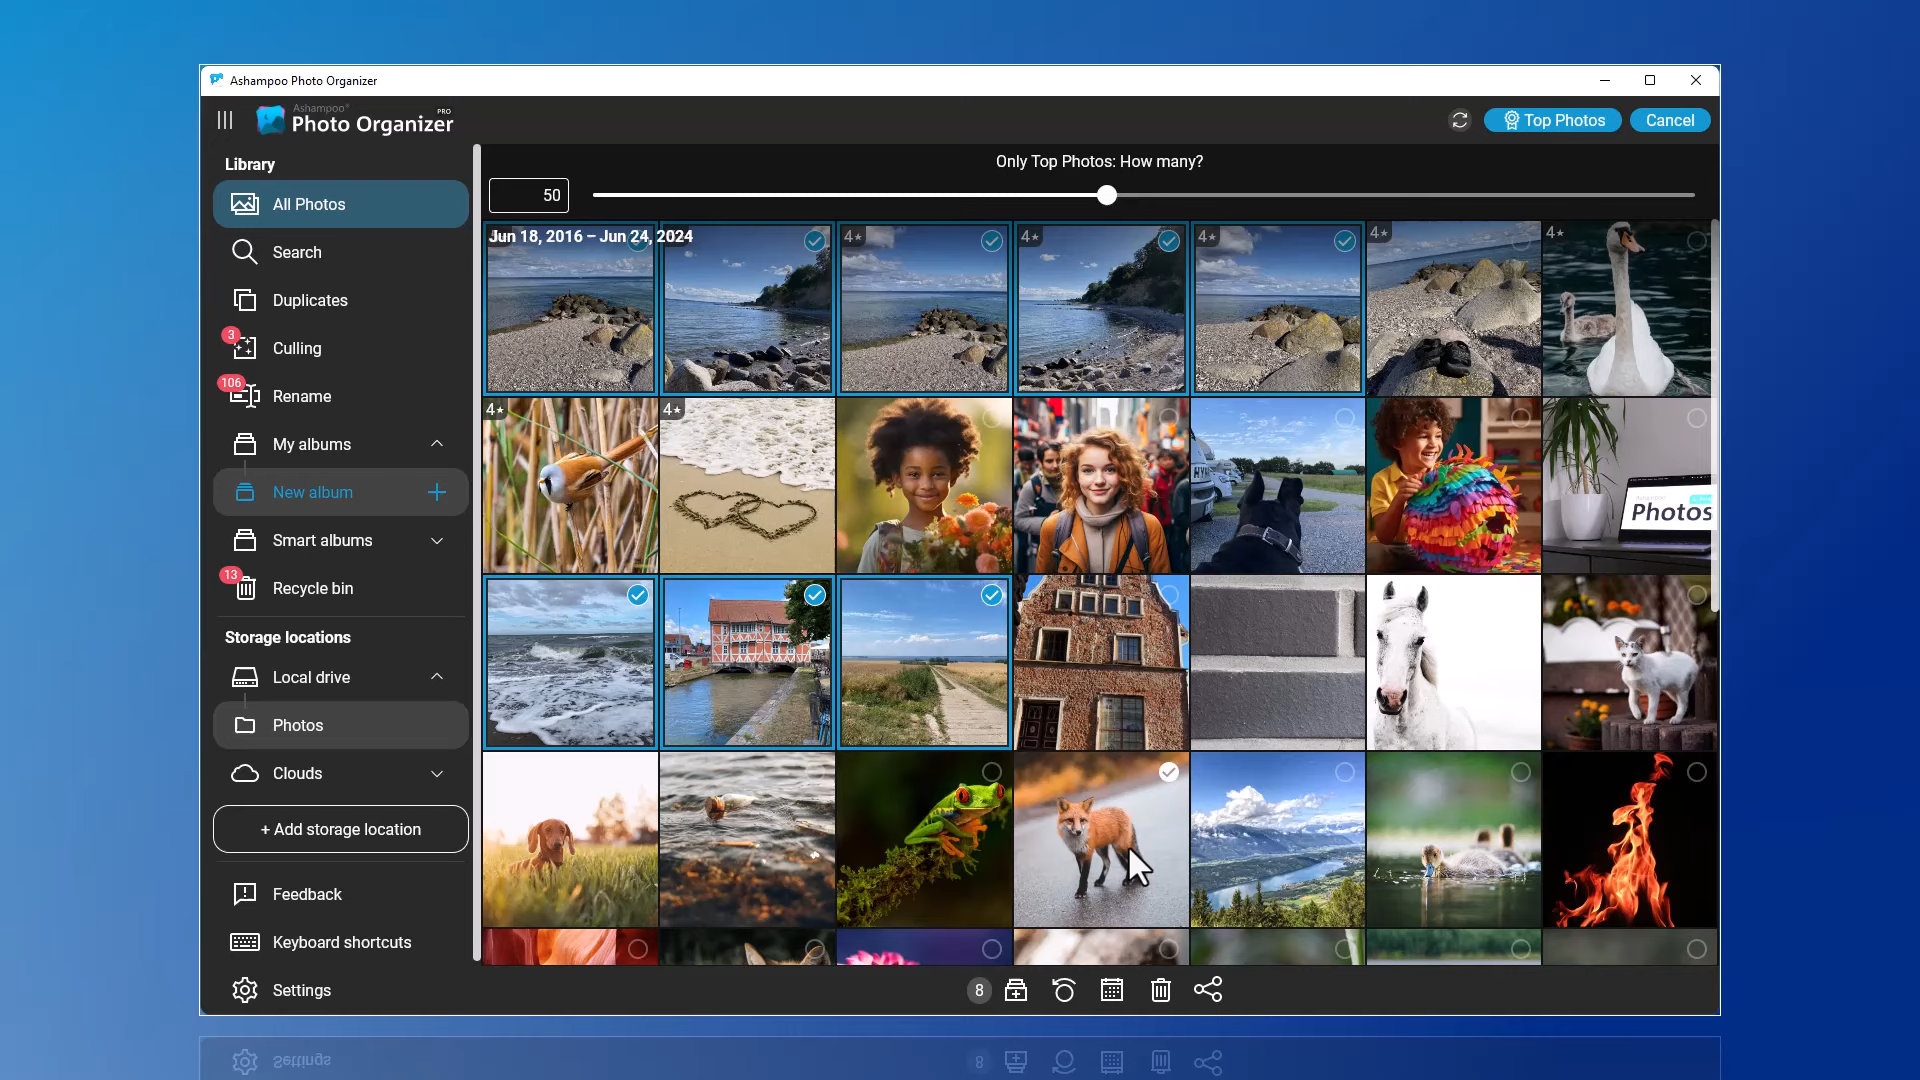 Ashampoo Photo Organizer
Ashampoo®
Photo Organizer PRO
Top Photos
Cancel
Library
All Photos
Search
Duplicates
3
Culling
106
Rename
My albums
New album
Smart albums
13
Recycle bin
Storage locations
Local drive
Photos
Clouds
+ Add storage location
Feedback
Keyboard shortcuts
Settings
Only Top Photos: How many?
50
Jun 18, 2016 – Jun 24, 2024
4★
4★
4★
4★
4★
4★
4★
Photos
8
Settings
8